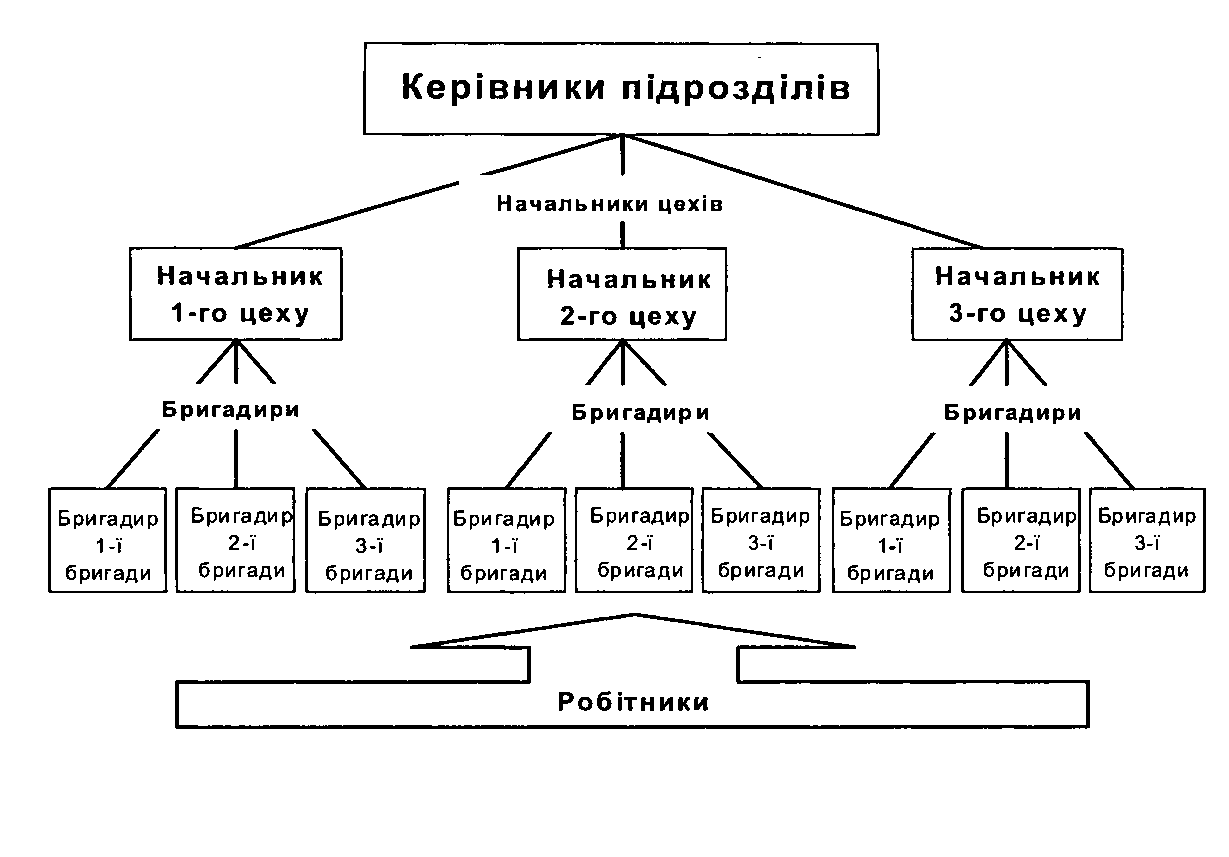 Керівники підрозділів
Начальники цехів
Начальник
1-го цеху
Начальник
2-го цеху
Начальник
3-го цеху
Бригадири
Бригадири
Бригадири
Бригадир
1-ї
бригади
Бригадир
2-ї
бригади
Бригадир
3-ї
бригади
Бригадир
1-ї
бригади
Бригадир
2-ї
бригади
Бригадир
3-ї
бригади
Бригадир
1-ї
бригади
Бригадир
2-ї
бригади
Бригадир
3-ї
бригади
Робітники